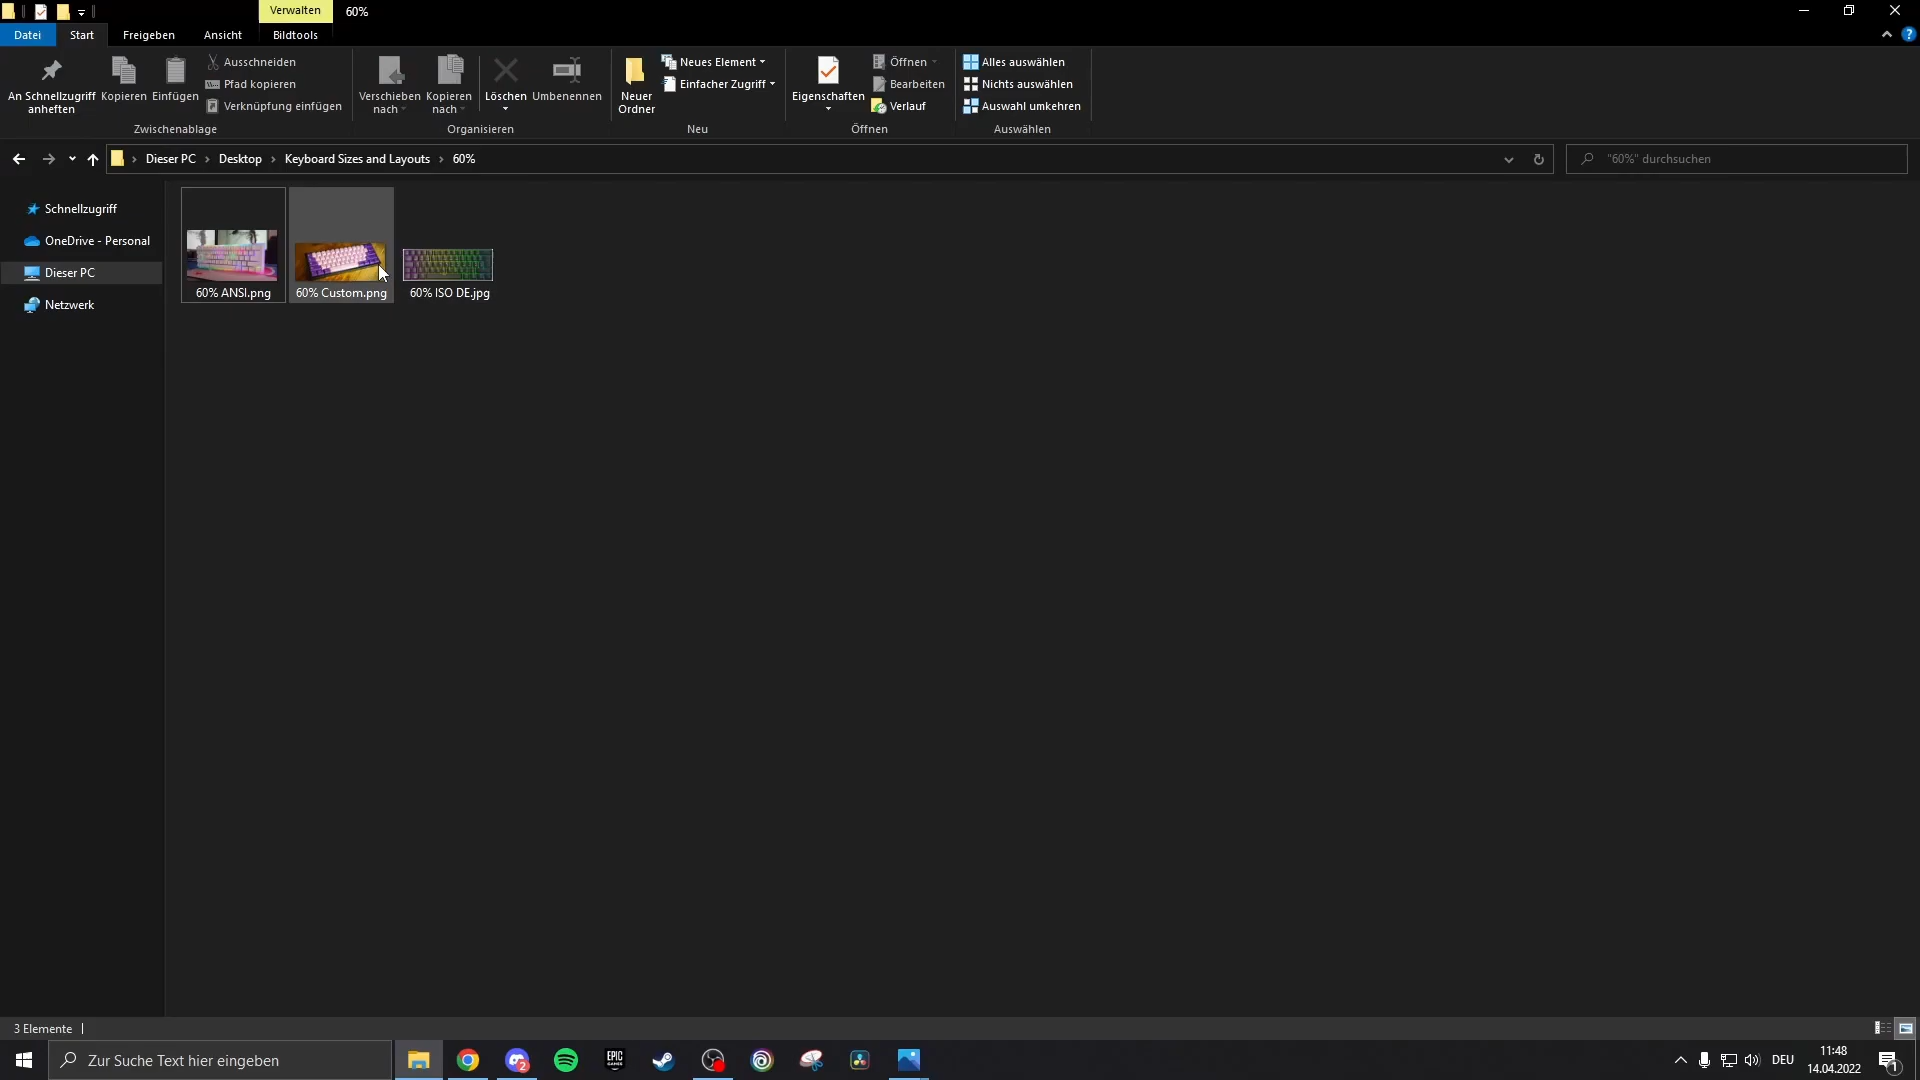 Verwalten
60%
Datei
Start
Freigeben
Ansicht
Bildtools
An Schnellzugriff
anheften
Kopieren
Einfügen
Ausschneiden
Pfad kopieren
Verknüpfung einfügen
Zwischenablage
Verschieben
nach
Kopieren
nach
Löschen
Umbenennen
Organisieren
Neuer
Ordner
Neues Element
Einfacher Zugriff
Neu
Eigenschaften
Öffnen
Bearbeiten
Verlauf
Öffnen
Alles auswählen
Nichts auswählen
Auswahl umkehren
Auswählen
Dieser PC › Desktop › Keyboard Sizes and Layouts › 60%
"60%" durchsuchen
Schnellzugriff
OneDrive - Personal
Dieser PC
Netzwerk
60% ANSI.png
60% Custom.png
60% ISO DE.jpg
3 Elemente
Zur Suche Text hier eingeben
2
EPIC
GAMES
DEU
11:48
14.04.2022
1